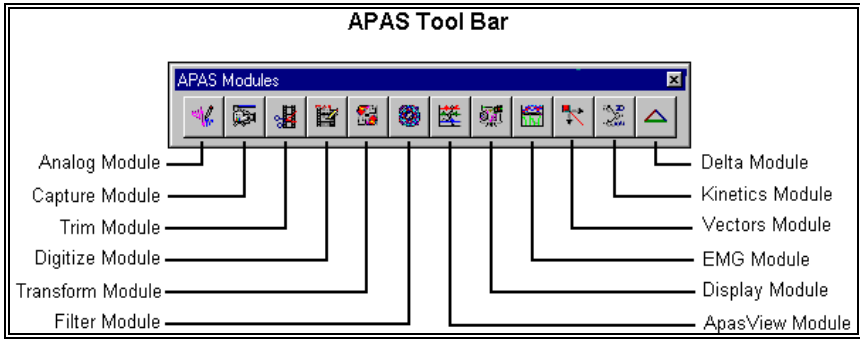 APAS Tool Bar
APAS Modules
Analog Module
Capture Module
Trim Module
Digitize Module
Transform Module
Filter Module
Delta Module
Kinetics Module
Vectors Module
EMG Module
Display Module
ApasView Module